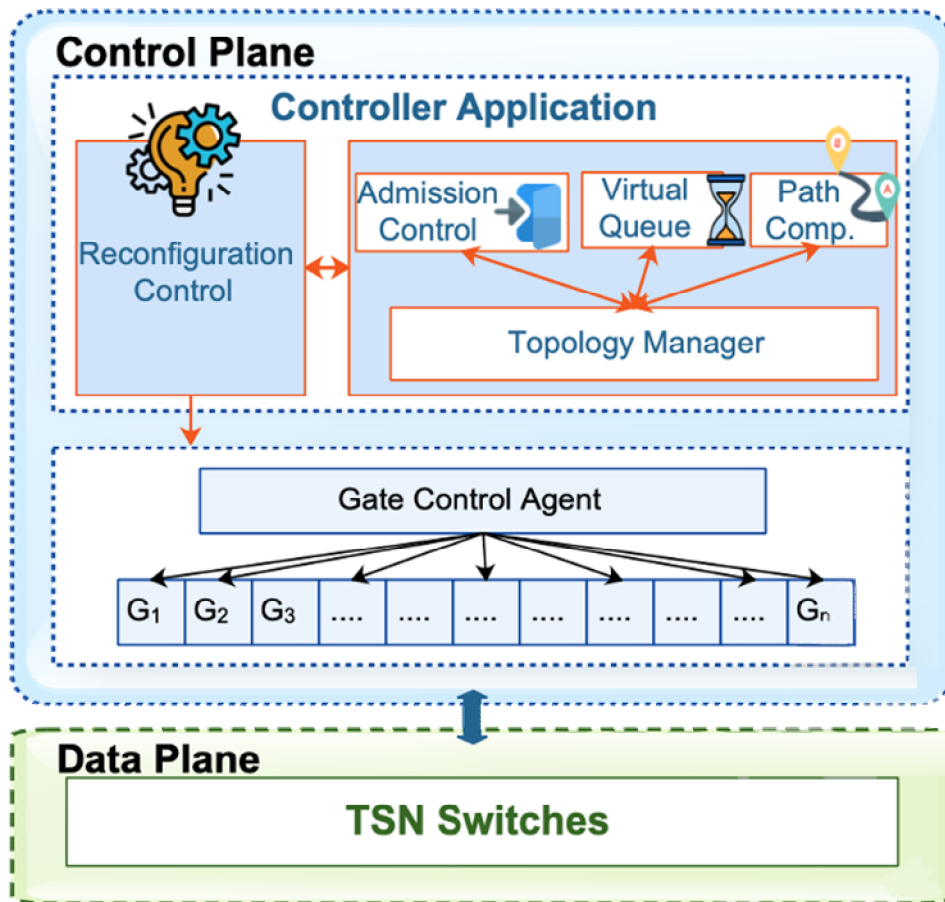 Control Plane
Controller Application
Reconfiguration
Control
Admission
Control
Virtual
Queue
Path
Comp.
B
A
Topology Manager
Gate Control Agent
G₁ G₂ G₃ .... .... .... .... .... .... .... Gₙ
Data Plane
TSN Switches